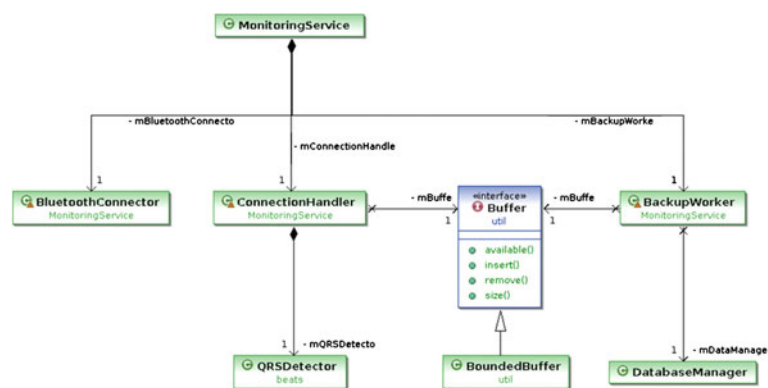 MonitoringService
- mBluetoothConnecto
- mBackupWorke
- mConnectionHandle
1
1
1
BluetoothConnector
MonitoringService
ConnectionHandler
MonitoringService
- mBuffe
1
«interface»
Buffer
util
available()
insert()
remove()
size()
- mBuffe
1
BackupWorker
MonitoringService
1 - mQRSDetecto
1 - mDataManage
QRSDetector
beats
BoundedBuffer
util
DatabaseManager